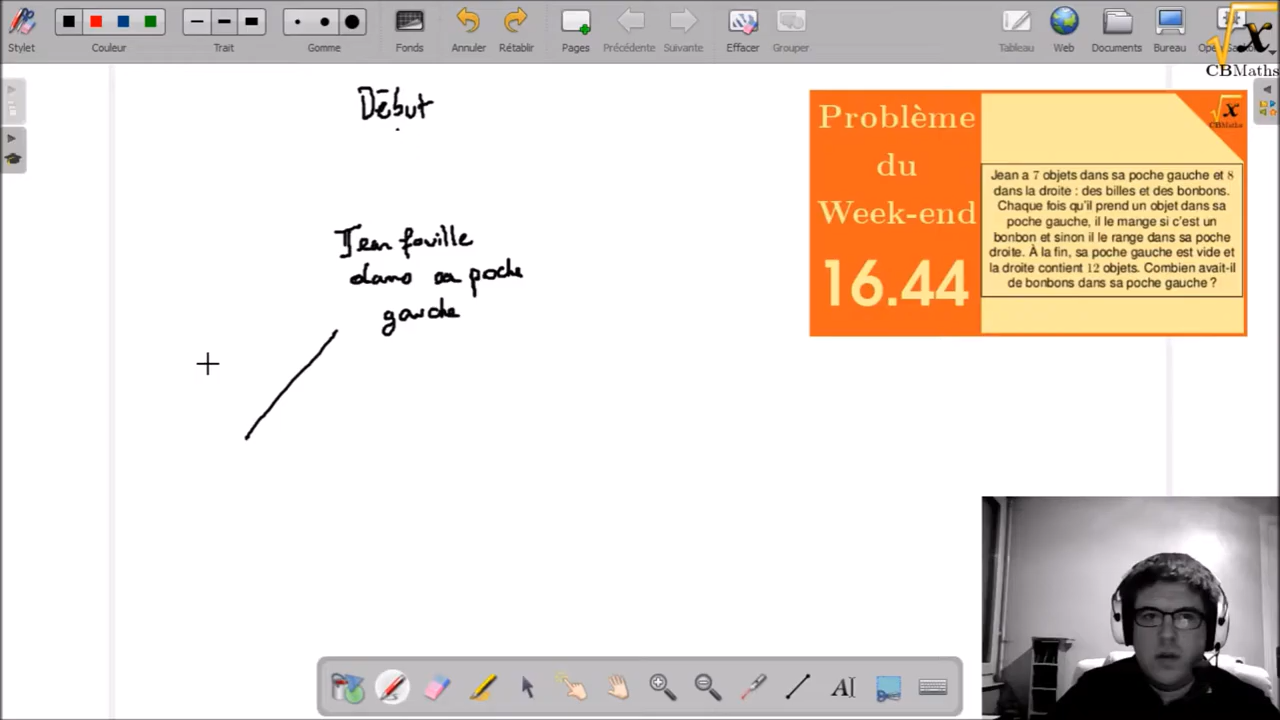 Stylet
Couleur
Trait
Gomme
Fonds
Annuler
Rétablir
Pages
Précédente
Suivante
Effacer
Grouper
Tableau
Web
Documents
Bureau
√x
CBMaths
Début
Jean fouille
dans sa poche
gauche
Problème
du
Week-end
16.44
√x
CBMaths
Jean a 7 objets dans sa poche gauche et 8
dans la droite : des billes et des bonbons.
Chaque fois qu'il prend un objet dans sa
poche gauche, il le mange si c'est un
bonbon et sinon il le range dans sa poche
droite. À la fin, sa poche gauche est vide et
la droite contient 12 objets. Combien avait-il
de bonbons dans sa poche gauche ?